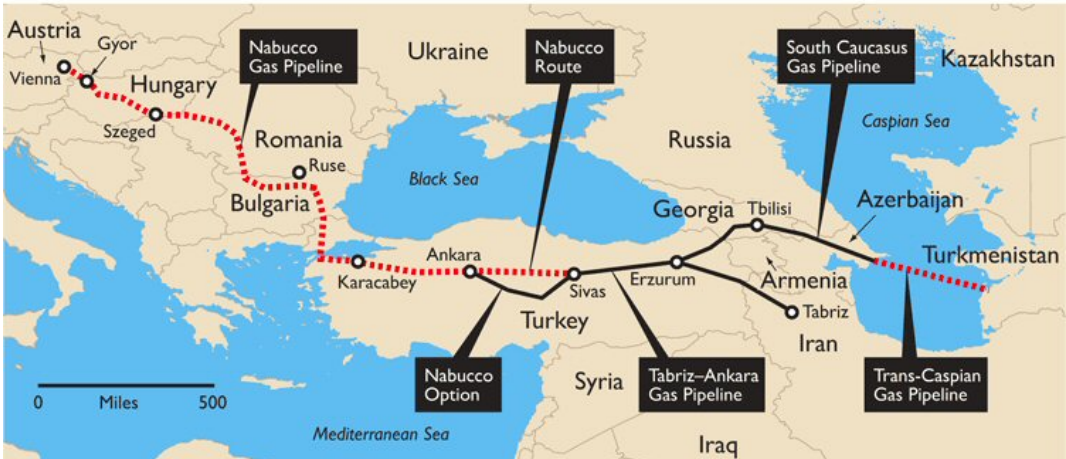 Austria
Gyor
Vienna
Hungary
Szeged
Nabucco
Gas Pipeline
Romania
Ruse
Bulgaria
Ukraine
Nabucco
Route
South Caucasus
Gas Pipeline
Kazakhstan
Caspian Sea
Russia
Black Sea
Georgia
Tbilisi
Azerbaijan
Turkmenistan
Karacabey
Ankara
Sivas
Erzurum
Armenia
Tabriz
Turkey
Iran
Nabucco
Option
Syria
Tabriz–Ankara
Gas Pipeline
Trans-Caspian
Gas Pipeline
0 Miles 500
Mediterranean Sea
Iraq